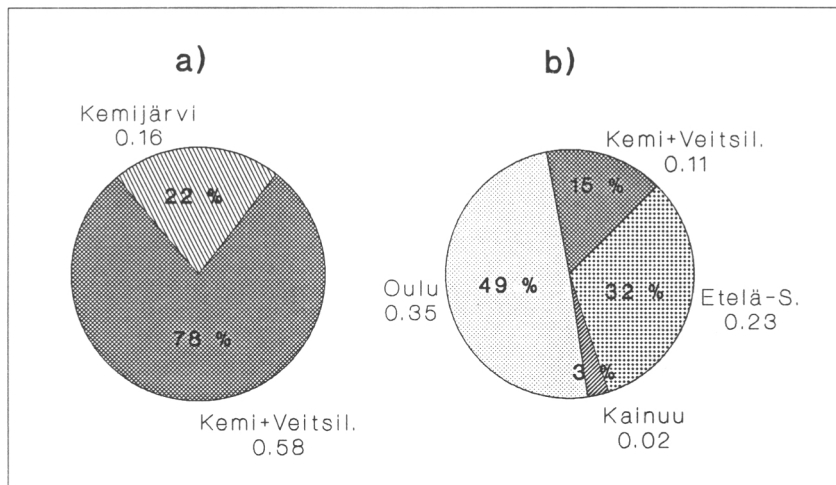 a)
Kemijärvi
0.16
22 %
78 %
Kemi+Veitsil.
0.58
b)
Kemi+Veitsil.
0.11
15 %
Oulu
0.35
49 %
32 %
Etelä-S.
0.23
3 %
Kainuu
0.02